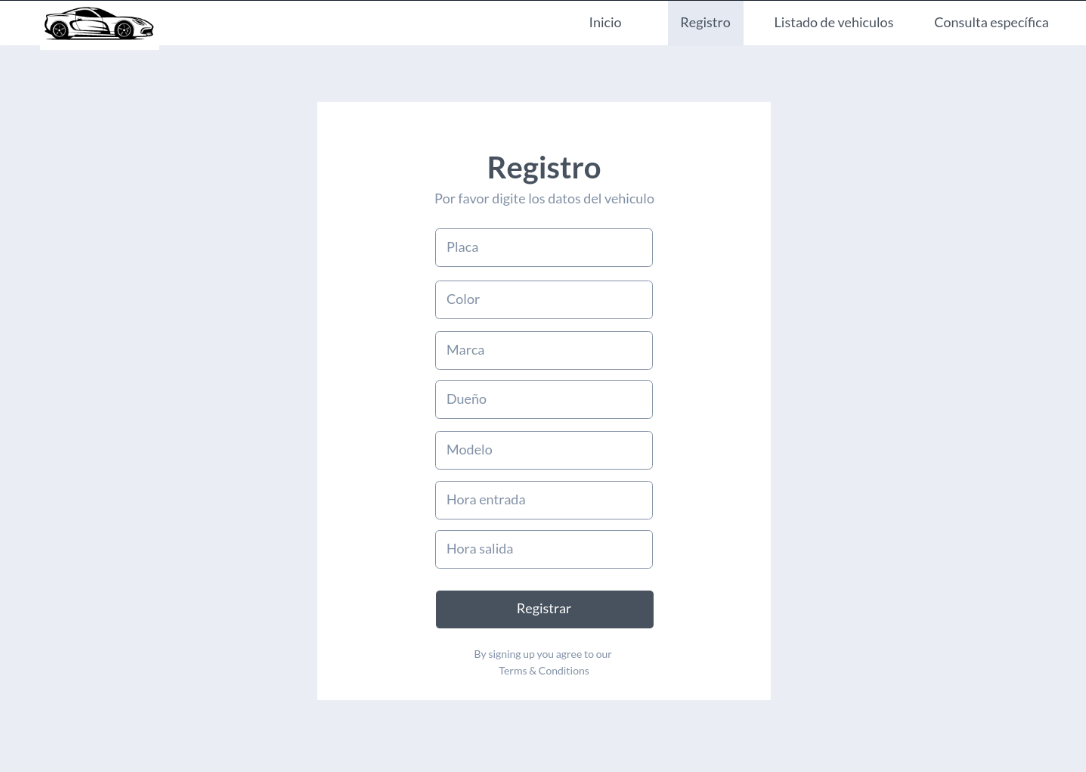 Inicio
Registro
Listado de vehiculos
Consulta específica
Registro
Por favor digite los datos del vehiculo
Placa
Color
Marca
Dueño
Modelo
Hora entrada
Hora salida
Registrar
By signing up you agree to our
Terms & Conditions